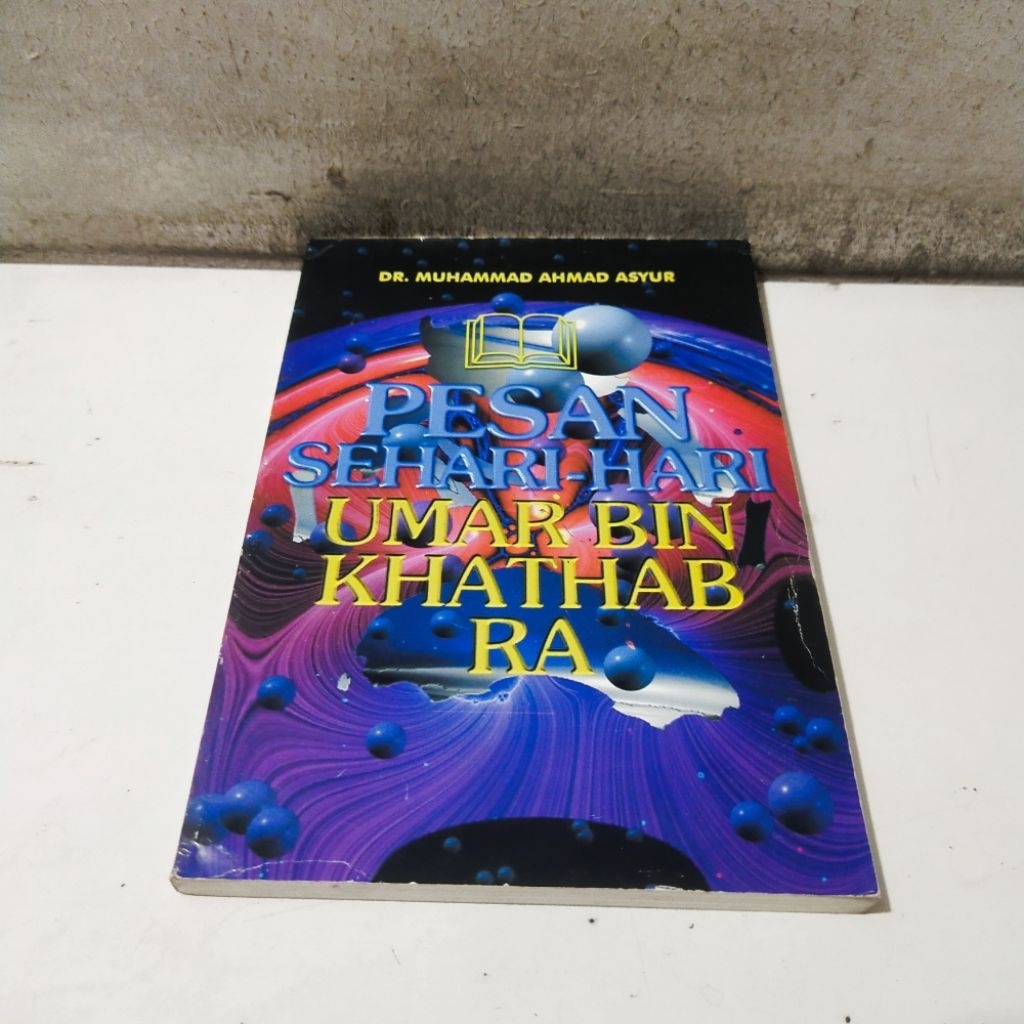 DR. MUHAMMAD AHMAD ASYUR
PESAN
SEHARI-HARI
UMAR BIN
KHATHAB
RA